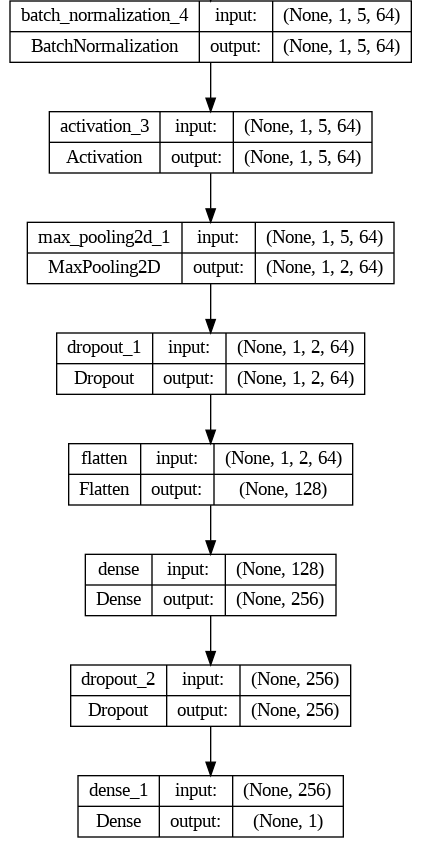 batch_normalization_4 input: (None, 1, 5, 64)
BatchNormalization output: (None, 1, 5, 64)
activation_3 input: (None, 1, 5, 64)
Activation output: (None, 1, 5, 64)
max_pooling2d_1 input: (None, 1, 5, 64)
MaxPooling2D output: (None, 1, 2, 64)
dropout_1 input: (None, 1, 2, 64)
Dropout output: (None, 1, 2, 64)
flatten input: (None, 1, 2, 64)
Flatten output: (None, 128)
dense input: (None, 128)
Dense output: (None, 256)
dropout_2 input: (None, 256)
Dropout output: (None, 256)
dense_1 input: (None, 256)
Dense output: (None, 1)